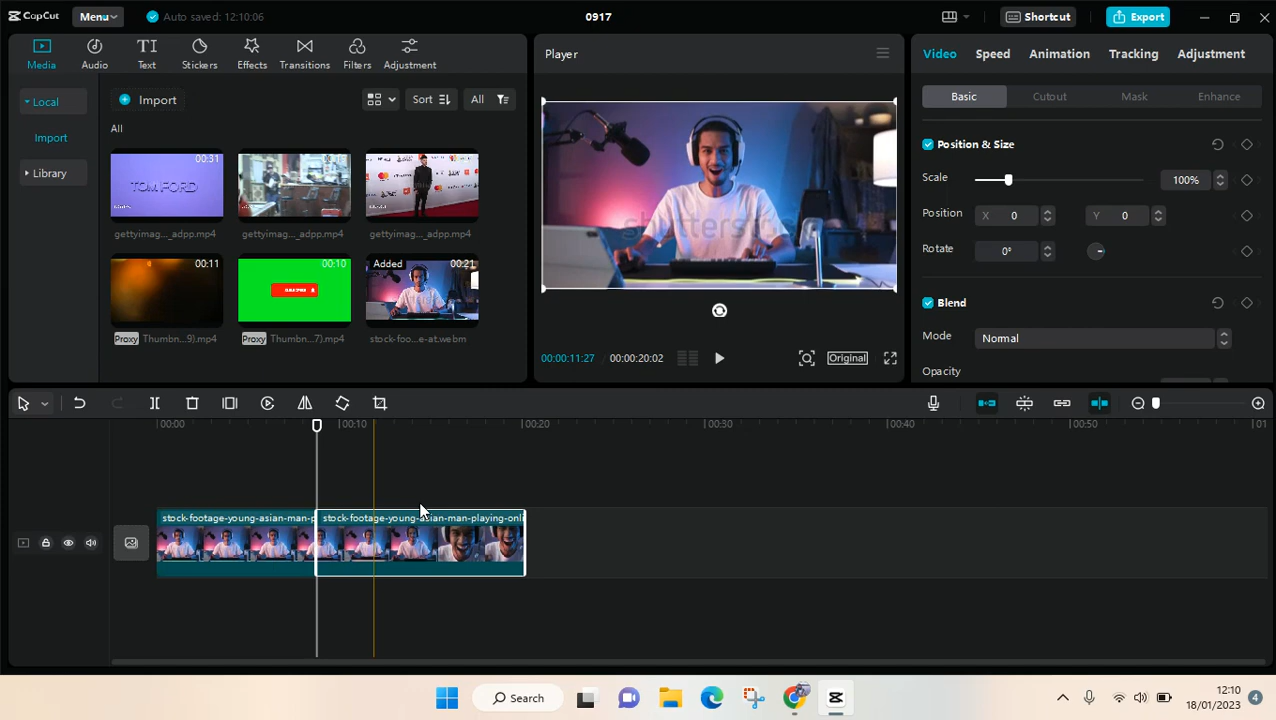 CapCut
Menu
Auto saved: 12:10:06
0917
Shortcut
Export
Media
Audio
Text
Stickers
Effects
Transitions
Filters
Adjustment
Local
Import
Library
Import
Sort
All
All
00:31
TOM FORD
gettyimag..._adpp.mp4
gettyimag..._adpp.mp4
gettyimag..._adpp.mp4
00:11
00:10
Added
00:21
Proxy
Thumbn...9).mp4
Proxy
Thumbn...7).mp4
stock-foo...e-at.webm
Player
00:00:11:27
00:00:20:02
Original
Video
Speed
Animation
Tracking
Adjustment
Basic
Cutout
Mask
Enhance
Position & Size
Scale
100%
Position
X
0
Y
0
Rotate
0°
Blend
Mode
Normal
Opacity
00:00
00:10
00:20
00:30
00:40
00:50
01
stock-footage-young-asian-man-p
stock-footage-young-asian-man-playing-onli
Search
12:10
18/01/2023
4